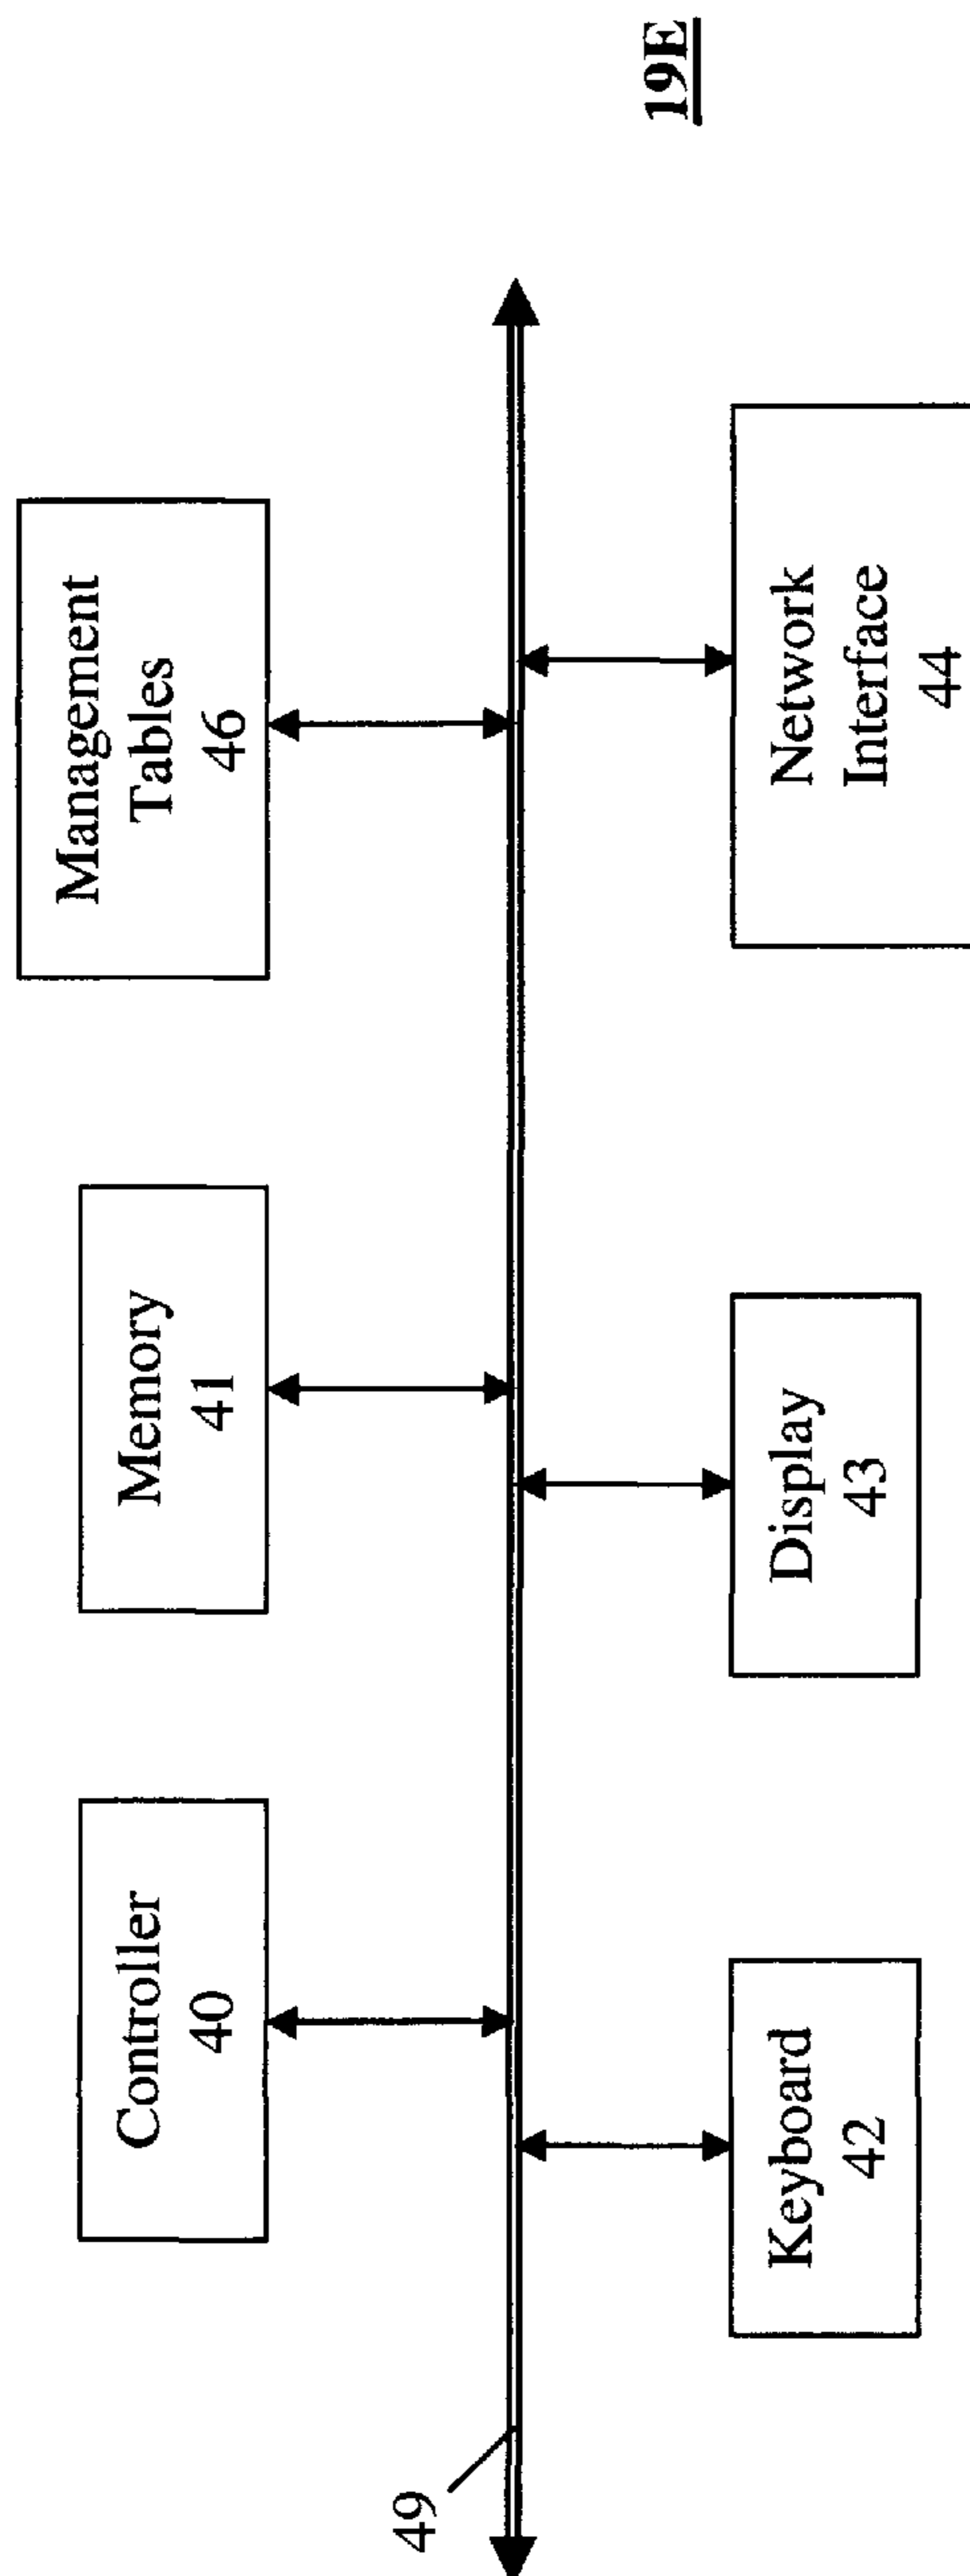 Controller
40
Memory
41
Management
Tables
46
49
Keyboard
42
Display
43
Network
Interface
44
19E